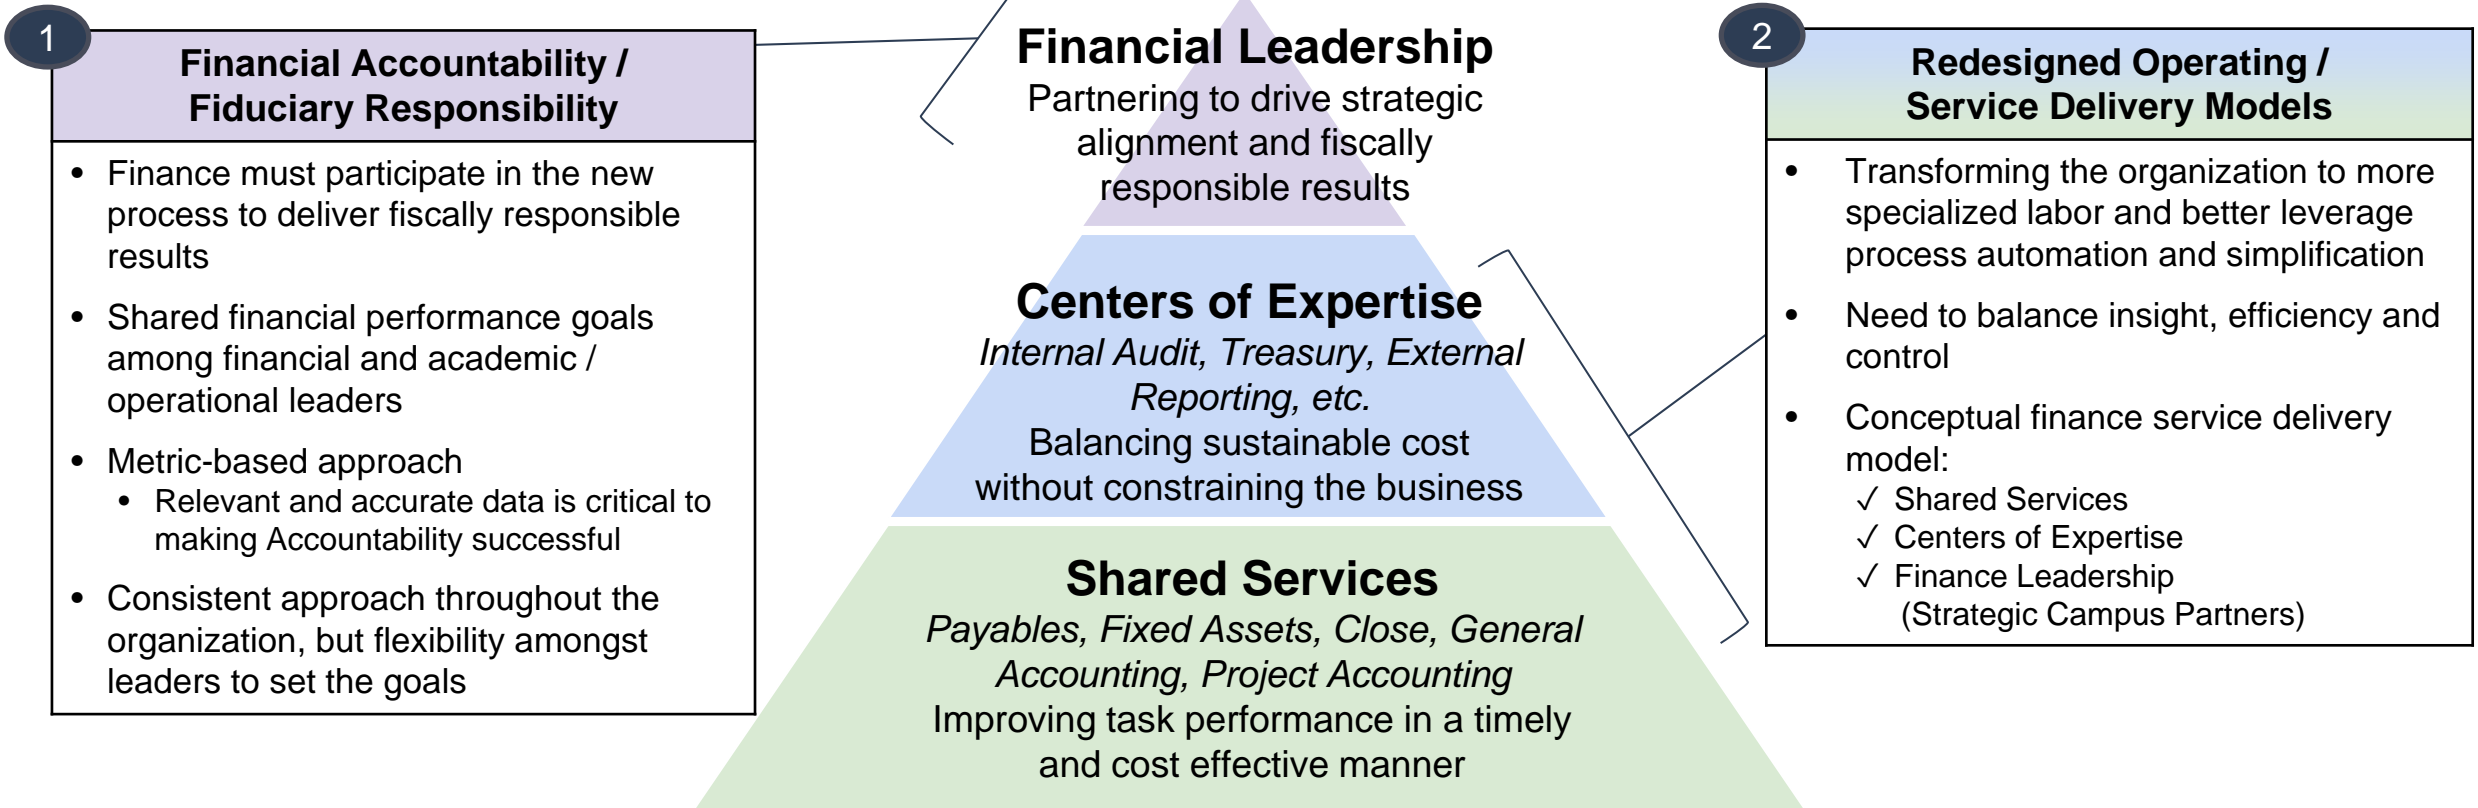 1
Financial Accountability /
Fiduciary Responsibility
• Finance must participate in the new
process to deliver fiscally responsible
results
• Shared financial performance goals
among financial and academic /
operational leaders
• Metric-based approach
• Relevant and accurate data is critical to
making Accountability successful
• Consistent approach throughout the
organization, but flexibility amongst
leaders to set the goals
Financial Leadership
Partnering to drive strategic
alignment and fiscally
responsible results
Centers of Expertise
Internal Audit, Treasury, External
Reporting, etc.
Balancing sustainable cost
without constraining the business
Shared Services
Payables, Fixed Assets, Close, General
Accounting, Project Accounting
Improving task performance in a timely
and cost effective manner
2
Redesigned Operating /
Service Delivery Models
• Transforming the organization to more
specialized labor and better leverage
process automation and simplification
• Need to balance insight, efficiency and
control
• Conceptual finance service delivery
model:
✓ Shared Services
✓ Centers of Expertise
✓ Finance Leadership
(Strategic Campus Partners)